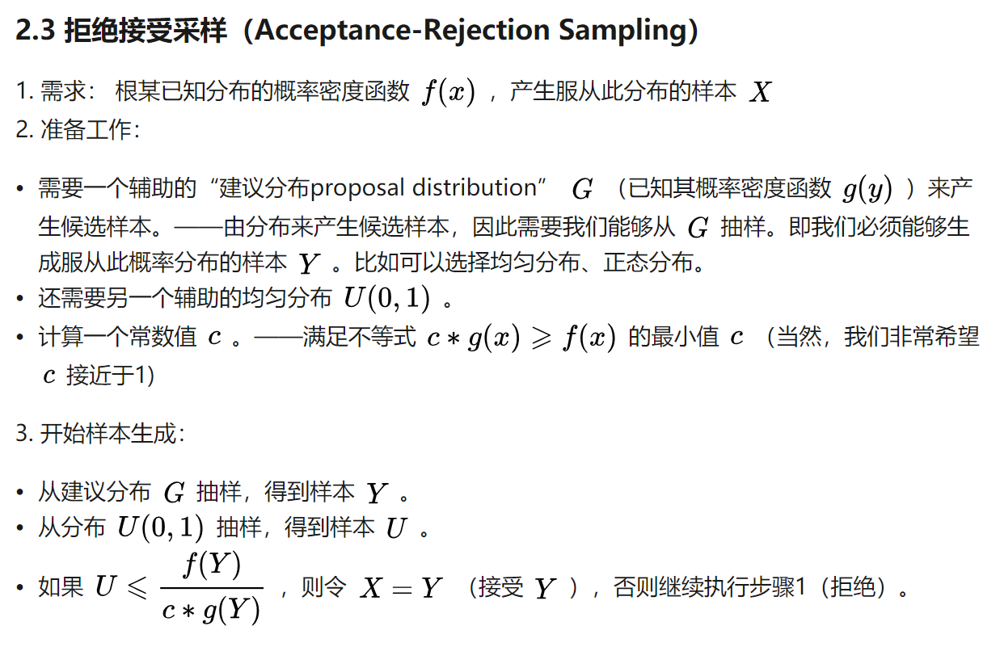 2.3 拒绝接受采样（Acceptance-Rejection Sampling）
1. 需求： 根某已知分布的概率密度函数 f(x) ，产生服从此分布的样本 X
2. 准备工作：
• 需要一个辅助的“建议分布proposal distribution” G （已知其概率密度函数 g(y) ）来产
生候选样本。——由分布来产生候选样本，因此需要我们能够从 G 抽样。即我们必须能够生
成服从此概率分布的样本 Y 。比如可以选择均匀分布、正态分布。
• 还需要另一个辅助的均匀分布 U(0, 1) 。
• 计算一个常数值 c 。——满足不等式 c ∗ g(x) ⩾ f(x) 的最小值 c （当然，我们非常希望
c 接近于1)
3. 开始样本生成：
• 从建议分布 G 抽样，得到样本 Y 。
• 从分布 U(0, 1) 抽样，得到样本 U 。
• 如果 U ⩽ f(Y) / c ∗ g(Y) ，则令 X = Y （接受 Y ），否则继续执行步骤1（拒绝）。